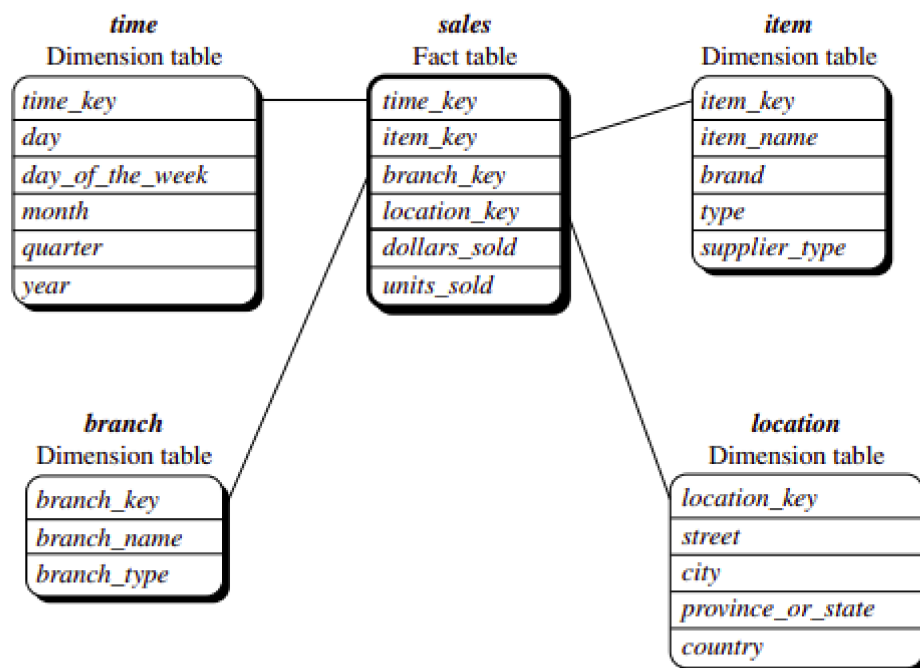 time
Dimension table
time_key
day
day_of_the_week
month
quarter
year
sales
Fact table
time_key
item_key
branch_key
location_key
dollars_sold
units_sold
item
Dimension table
item_key
item_name
brand
type
supplier_type
branch
Dimension table
branch_key
branch_name
branch_type
location
Dimension table
location_key
street
city
province_or_state
country